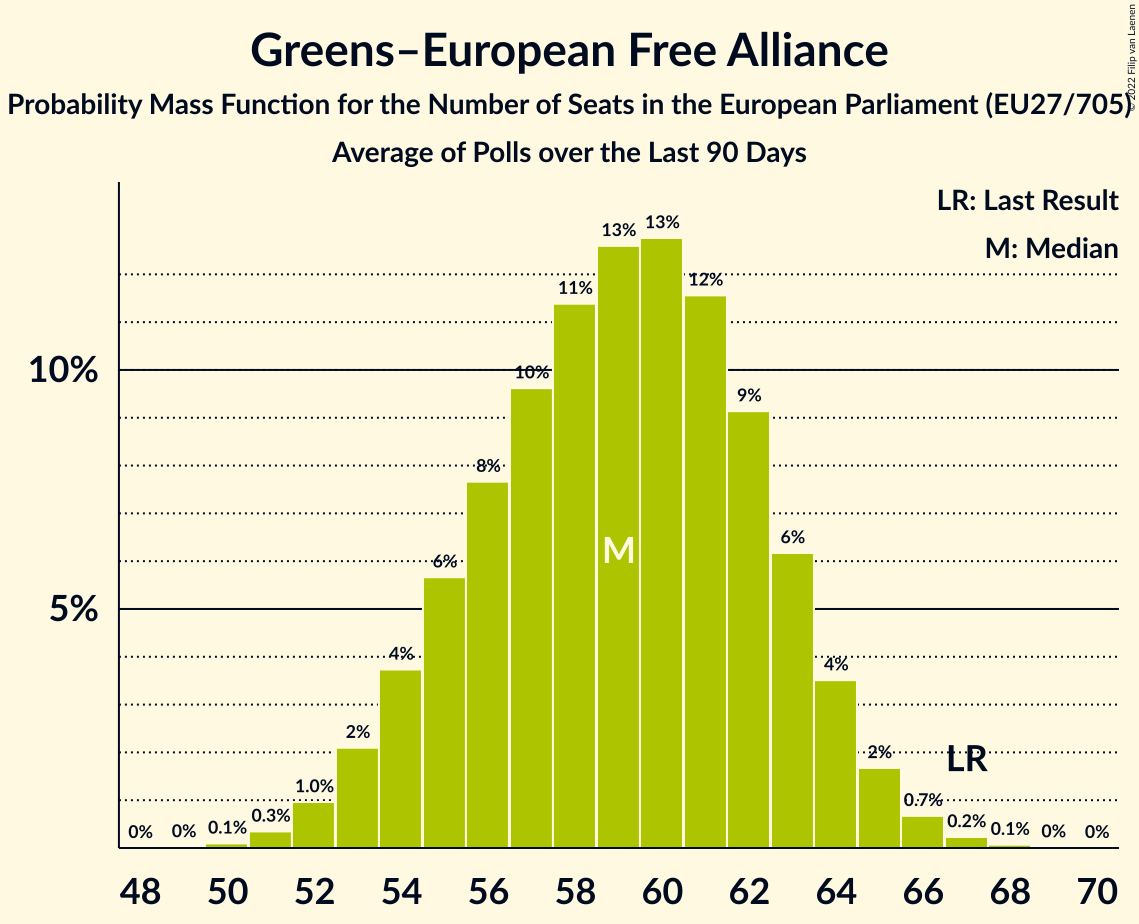 Greens–European Free Alliance
Probability Mass Function for the Number of Seats in the European Parliament (EU27/705)
Average of Polls over the Last 90 Days
© 2022 Filip van Laenen
LR: Last Result
M: Median
13%
13%
12%
11%
10%
10%
9%
8%
6%
6%
M
5%
4%
4%
2%
2%
LR
1.0%
0.7%
0.3%
0.2%
0.1%
0.1%
0%
0%
0%
0%
48 50 52 54 56 58 60 62 64 66 68 70